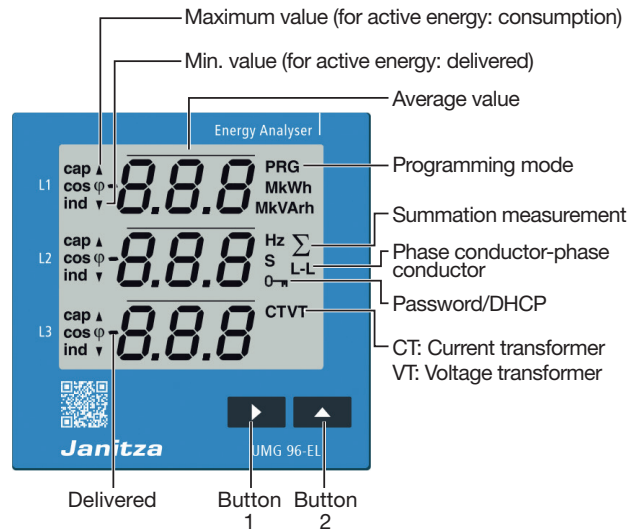 Maximum value (for active energy: consumption)
Min. value (for active energy: delivered)
Average value
Energy Analyser
L1
cap
cos φ
ind
8.8.8
PRG
MkWh
MkVArh
Programming mode
Summation measurement
L2
cap
cos φ
ind
8.8.8
Hz Σ
S
L-L
Phase conductor-phase
conductor
Password/DHCP
L3
cap
cos φ
ind
8.8.8
CTVT
CT: Current transformer
VT: Voltage transformer
Janitza
UMG 96-EL
Delivered
Button
1
Button
2